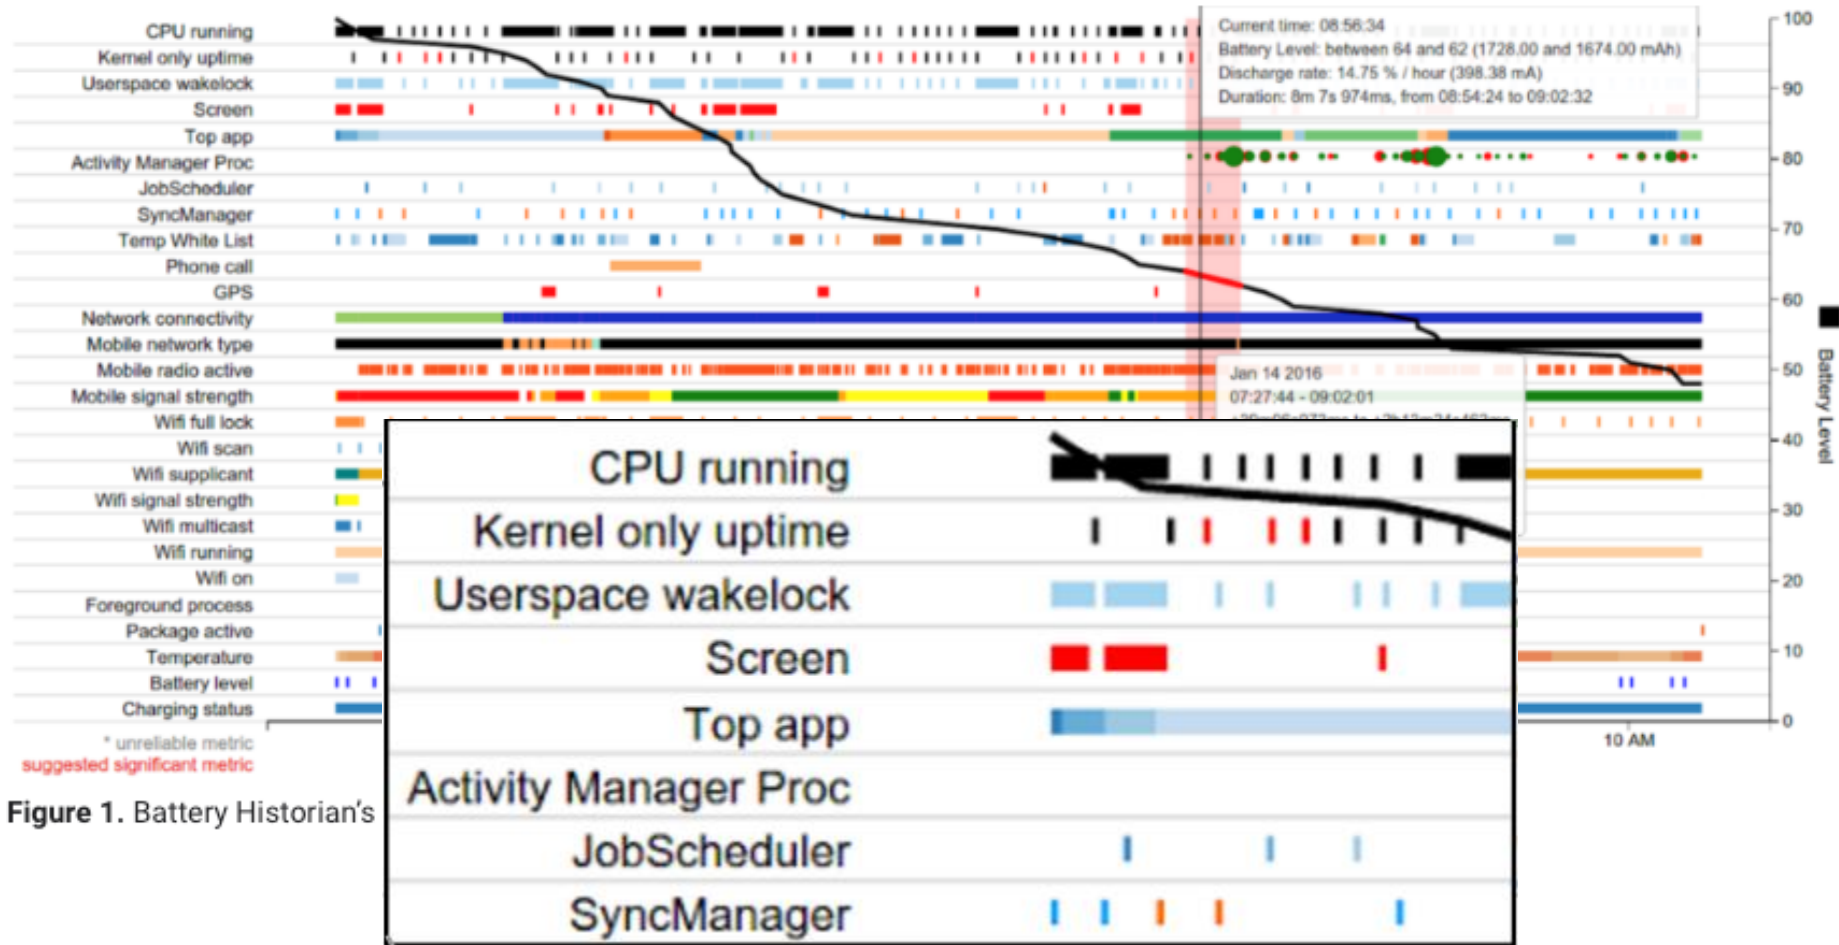 CPU running
Kernel only uptime
Userspace wakelock
Screen
Top app
Activity Manager Proc
JobScheduler
SyncManager
Temp White List
Phone call
GPS
Network connectivity
Mobile network type
Mobile radio active
Mobile signal strength
Wifi full lock
Wifi scan
Wifi supplicant
Wifi signal strength
Wifi multicast
Wifi running
Wifi on
Foreground process
Package active
Temperature
Battery level
Charging status
* unreliable metric
suggested significant metric
Current time: 08:56:34
Battery Level: between 64 and 62 (1728.00 and 1674.00 mAh)
Discharge rate: 14.75 % / hour (398.38 mA)
Duration: 8m 7s 974ms, from 08:54:24 to 09:02:32
Jan 14 2016
07:27:44 - 09:02:01
100
90
80
70
60
50
40
30
20
10
0
Battery Level
10 AM
Figure 1. Battery Historian's
CPU running
Kernel only uptime
Userspace wakelock
Screen
Top app
Activity Manager Proc
JobScheduler
SyncManager